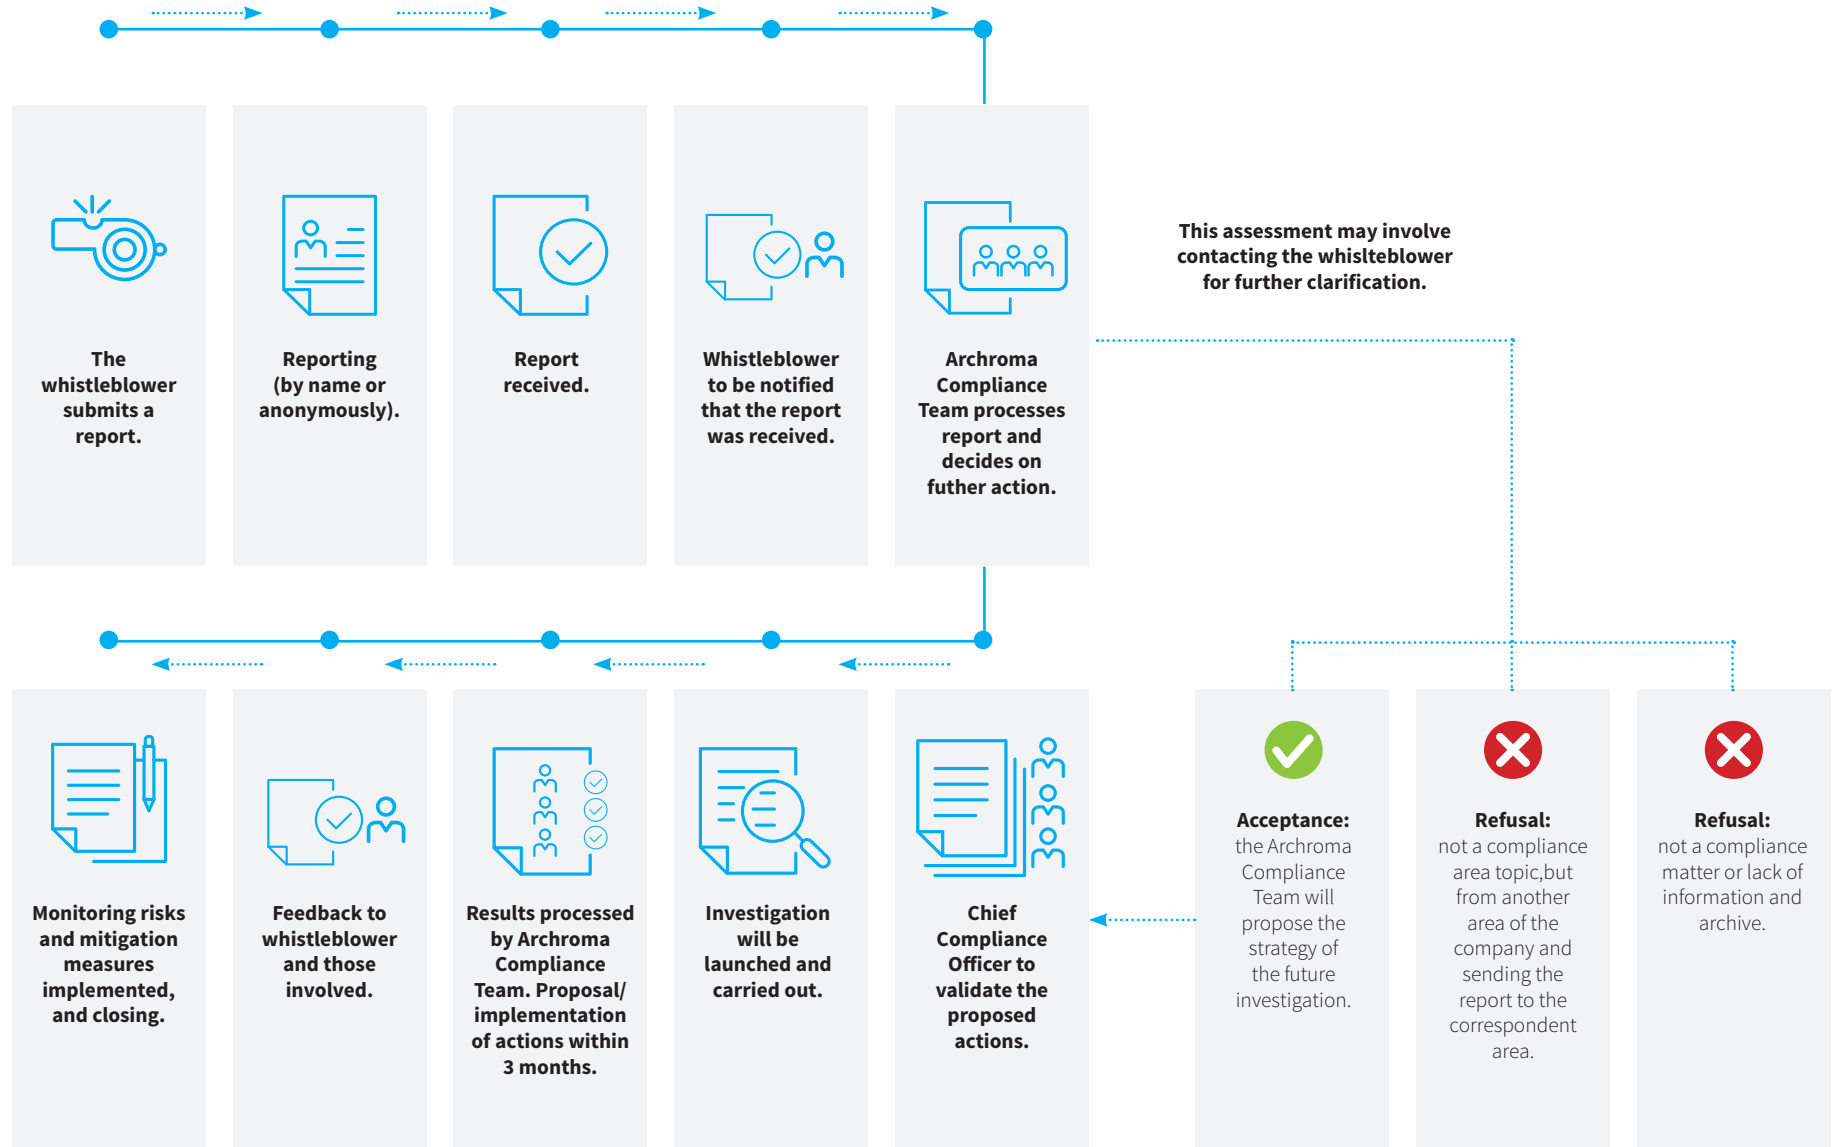 The
whistleblower
submits a
report.
Reporting
(by name or
anonymously).
Report
received.
Whistleblower
to be notified
that the report
was received.
Archroma
Compliance
Team processes
report and
decides on
futher action.
This assessment may involve
contacting the whislteblower
for further clarification.
Monitoring risks
and mitigation
measures
implemented,
and closing.
Feedback to
whistleblower
and those
involved.
Results processed
by Archroma
Compliance
Team. Proposal/
implementation
of actions within
3 months.
Investigation
will be
launched and
carried out.
Chief
Compliance
Officer to
validate the
proposed
actions.
Acceptance:
the Archroma
Compliance
Team will
propose the
strategy of
the future
investigation.
Refusal:
not a compliance
area topic,but
from another
area of the
company and
sending the
report to the
correspondent
area.
Refusal:
not a compliance
matter or lack of
information and
archive.